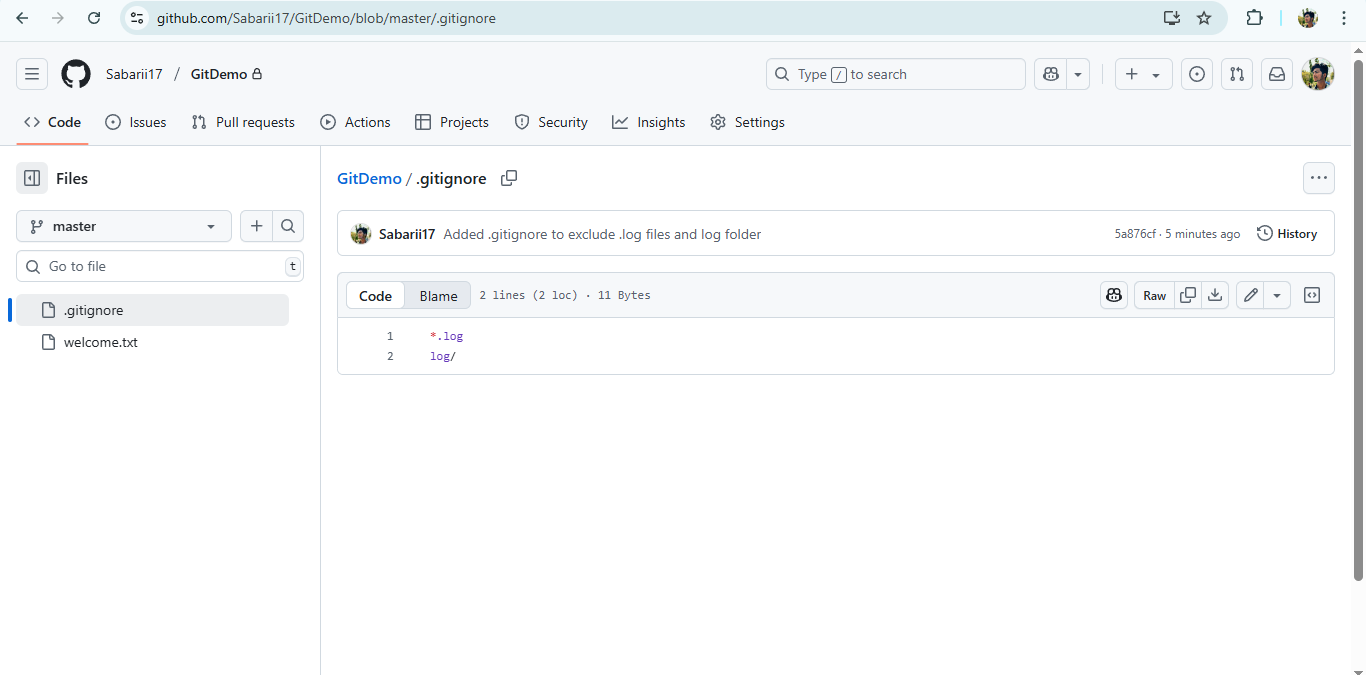 github.com/Sabarii17/GitDemo/blob/master/.gitignore
Sabarii17 / GitDemo
Type / to search
Code Issues Pull requests Actions Projects Security Insights Settings
Files
GitDemo / .gitignore
master
Sabarii17 Added .gitignore to exclude .log files and log folder 5a876cf · 5 minutes ago History
Go to file t
Code Blame 2 lines (2 loc) · 11 Bytes Raw
.gitignore
welcome.txt
1 *.log
2 log/